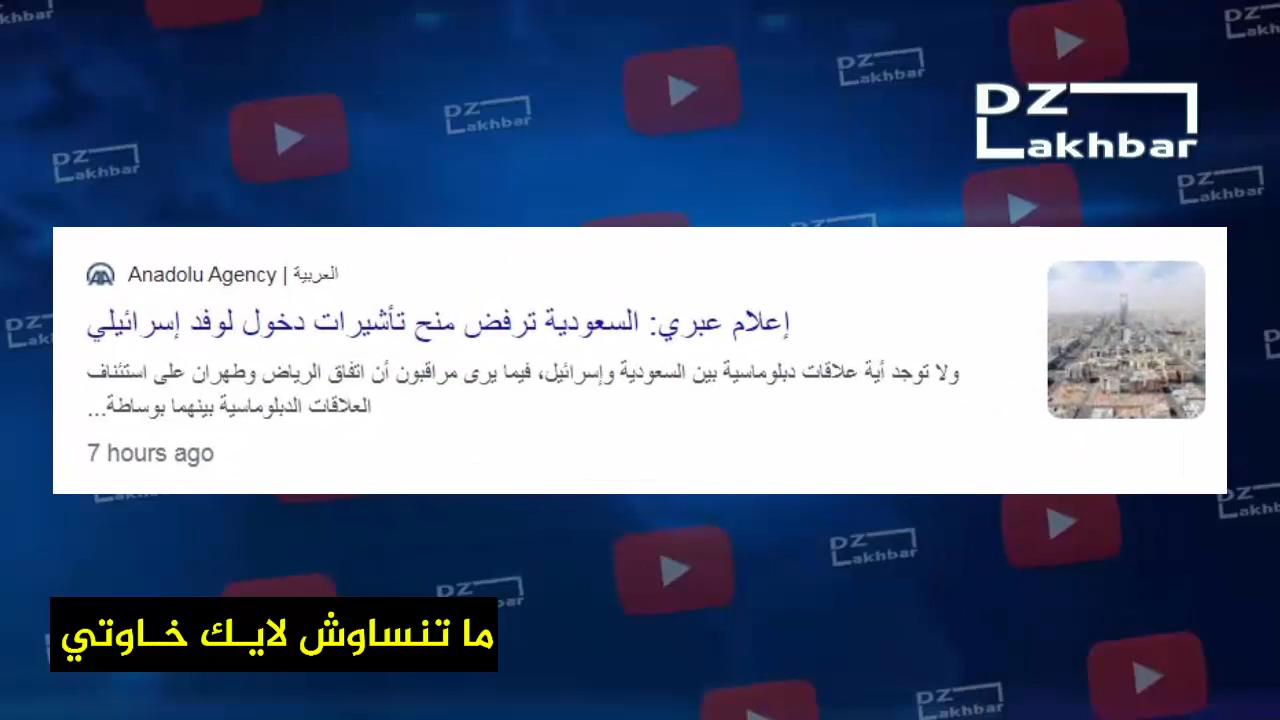 DZ
Lakhbar
Anadolu Agency | العربية
إعلام عبري: السعودية ترفض منح تأشيرات دخول لوفد إسرائيلي
ولا توجد أية علاقات دبلوماسية بين السعودية وإسرائيل، فيما يرى مراقبون أن اتفاق الرياض وطهران على استئناف
العلاقات الدبلوماسية بينهما بوساطة...
7 hours ago
ما تنساوش لايــك خــاوتي